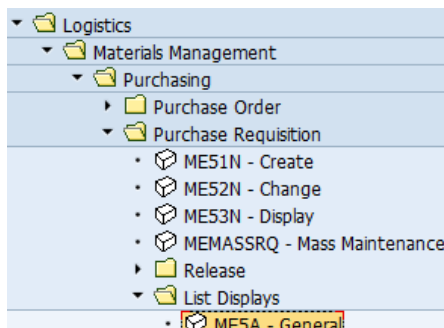 Logistics
Materials Management
Purchasing
Purchase Order
Purchase Requisition
ME51N - Create
ME52N - Change
ME53N - Display
MEMASSRQ - Mass Maintenance
Release
List Displays
ME5A - General